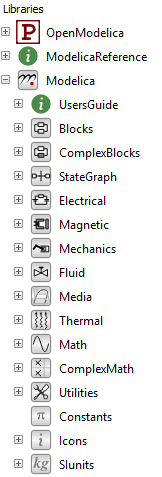 Libraries
OpenModelica
ModelicaReference
Modelica
UsersGuide
Blocks
ComplexBlocks
StateGraph
Electrical
Magnetic
Mechanics
Fluid
Media
Thermal
Math
ComplexMath
Utilities
π Constants
i Icons
kg SIunits